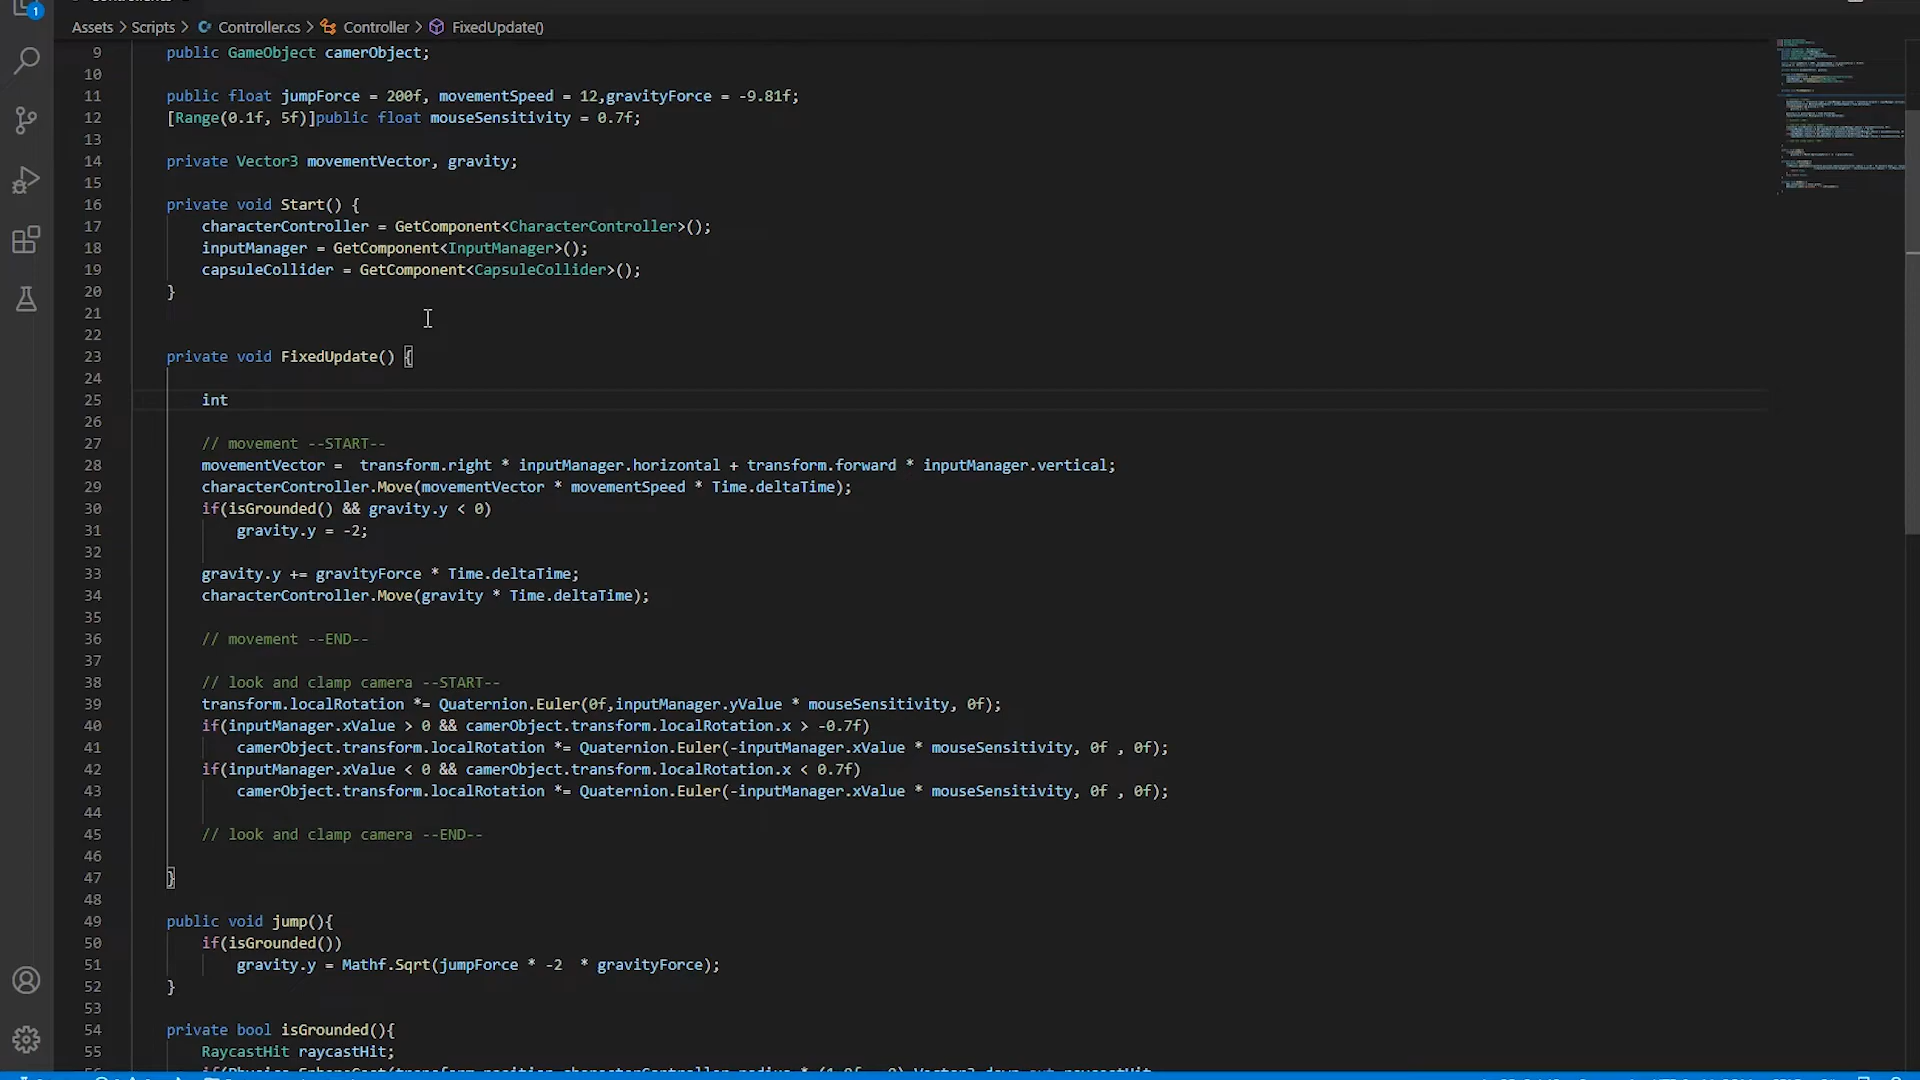 1
Assets > Scripts > Controller.cs > Controller > FixedUpdate()
9 public GameObject camerObject;
10
11 public float jumpForce = 200f, movementSpeed = 12,gravityForce = -9.81f;
12 [Range(0.1f, 5f)]public float mouseSensitivity = 0.7f;
13
14 private Vector3 movementVector, gravity;
15
16 private void Start() {
17 characterController = GetComponent<CharacterController>();
18 inputManager = GetComponent<InputManager>();
19 capsuleCollider = GetComponent<CapsuleCollider>();
20 }
21
22
23 private void FixedUpdate() {
24
25 int
26
27 // movement --START--
28 movementVector =  transform.right * inputManager.horizontal + transform.forward * inputManager.vertical;
29 characterController.Move(movementVector * movementSpeed * Time.deltaTime);
30 if(isGrounded() && gravity.y < 0)
31 gravity.y = -2;
32
33 gravity.y += gravityForce * Time.deltaTime;
34 characterController.Move(gravity * Time.deltaTime);
35
36 // movement --END--
37
38 // look and clamp camera --START--
39 transform.localRotation *= Quaternion.Euler(0f,inputManager.yValue * mouseSensitivity, 0f);
40 if(inputManager.xValue > 0 && camerObject.transform.localRotation.x > -0.7f)
41 camerObject.transform.localRotation *= Quaternion.Euler(-inputManager.xValue * mouseSensitivity, 0f , 0f);
42 if(inputManager.xValue < 0 && camerObject.transform.localRotation.x < 0.7f)
43 camerObject.transform.localRotation *= Quaternion.Euler(-inputManager.xValue * mouseSensitivity, 0f , 0f);
44
45 // look and clamp camera --END--
46
47 }
48
49 public void jump(){
50 if(isGrounded())
51 gravity.y = Mathf.Sqrt(jumpForce * -2  * gravityForce);
52 }
53
54 private bool isGrounded(){
55 RaycastHit raycastHit;